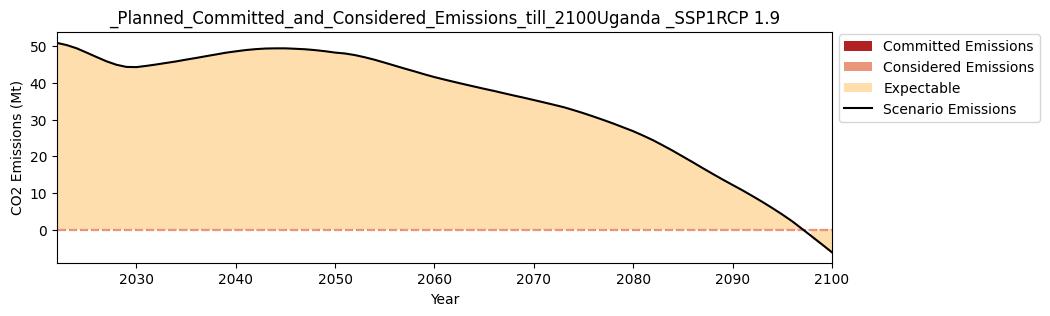 _Planned_Committed_and_Considered_Emissions_till_2100Uganda _SSP1RCP 1.9
Committed Emissions
Considered Emissions
Expectable
Scenario Emissions
CO2 Emissions (Mt)
50
40
30
20
10
0
2030 2040 2050 2060 2070 2080 2090 2100
Year